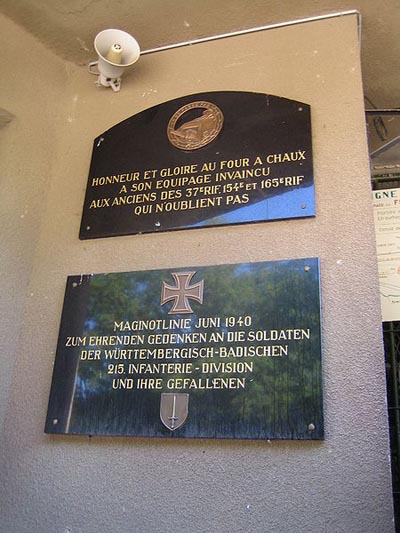 HONNEUR ET GLOIRE AU FOUR A CHAUX
A SON EQUIPAGE INVAINCU
AUX ANCIENS DES 37e RIF, 154e ET 165e RIF
QUI N'OUBLIENT PAS
MAGINOTLINIE JUNI 1940
ZUM EHRENDEN GEDENKEN AN DIE SOLDATEN
DER WÜRTTEMBERGISCH-BADISCHEN
215. INFANTERIE - DIVISION
UND IHRE GEFALLENEN